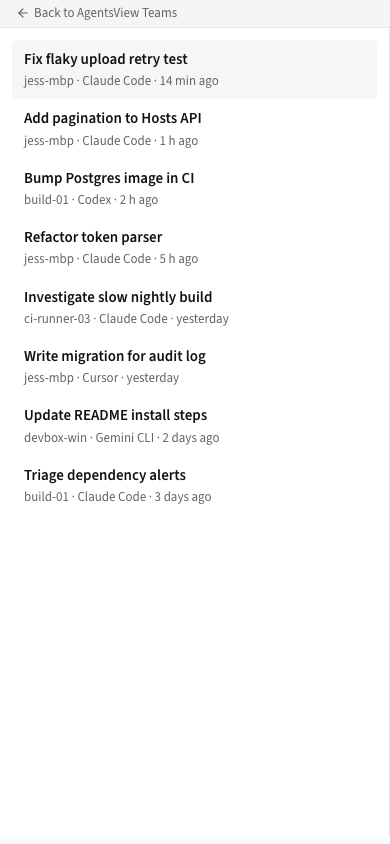 ← Back to AgentsView Teams
Fix flaky upload retry test
jess-mbp · Claude Code · 14 min ago
Add pagination to Hosts API
jess-mbp · Claude Code · 1 h ago
Bump Postgres image in CI
build-01 · Codex · 2 h ago
Refactor token parser
jess-mbp · Claude Code · 5 h ago
Investigate slow nightly build
ci-runner-03 · Claude Code · yesterday
Write migration for audit log
jess-mbp · Cursor · yesterday
Update README install steps
devbox-win · Gemini CLI · 2 days ago
Triage dependency alerts
build-01 · Claude Code · 3 days ago